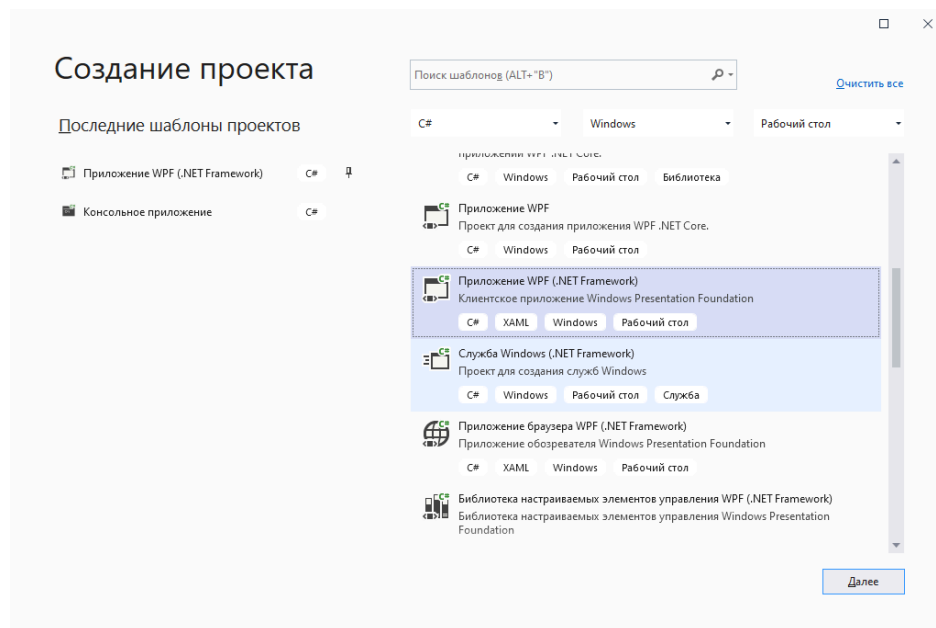 Создание проекта
Поиск шаблонов (ALT+"B")
Очистить все
Последние шаблоны проектов
C#
Windows
Рабочий стол
Приложение WPF (.NET Framework)
C#
Консольное приложение
C#
приложений WPF .NET Core.
C# Windows Рабочий стол Библиотека
Приложение WPF
Проект для создания приложения WPF .NET Core.
C# Windows Рабочий стол
Приложение WPF (.NET Framework)
Клиентское приложение Windows Presentation Foundation
C# XAML Windows Рабочий стол
Служба Windows (.NET Framework)
Проект для создания служб Windows
C# Windows Рабочий стол Служба
Приложение браузера WPF (.NET Framework)
Приложение обозревателя Windows Presentation Foundation
C# XAML Windows Рабочий стол
Библиотека настраиваемых элементов управления WPF (.NET Framework)
Библиотека настраиваемых элементов управления Windows Presentation
Foundation
Далее